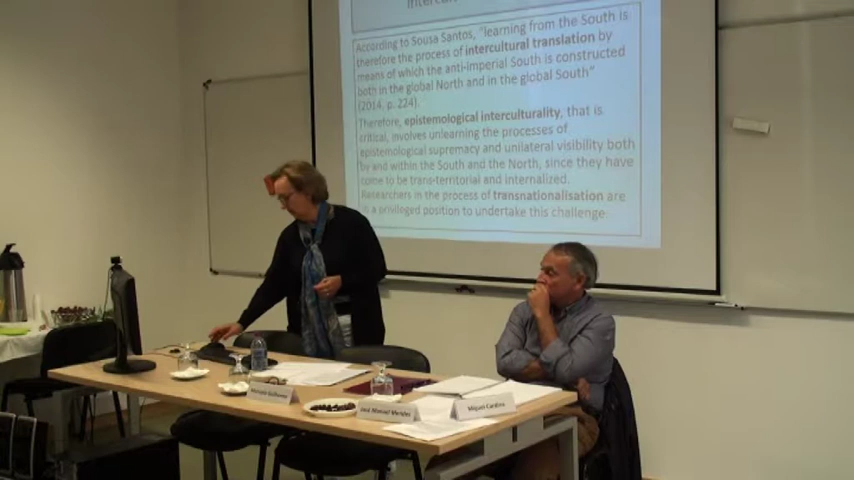 According to Sousa Santos, "learning from the South is
therefore the process of intercultural translation by
means of which the anti-imperial South is constructed
both in the global North and in the global South"
(2014, p. 224).
Therefore, epistemological interculturality, that is
critical, involves unlearning the processes of
epistemological supremacy and unilateral visibility both
by and within the South and the North, since they have
come to be trans-territorial and internalized.
Researchers in the process of transnationalisation are
in a privileged position to undertake this challenge.
Manuela Guilherme
José Manuel Mendes
Miguel Cardina